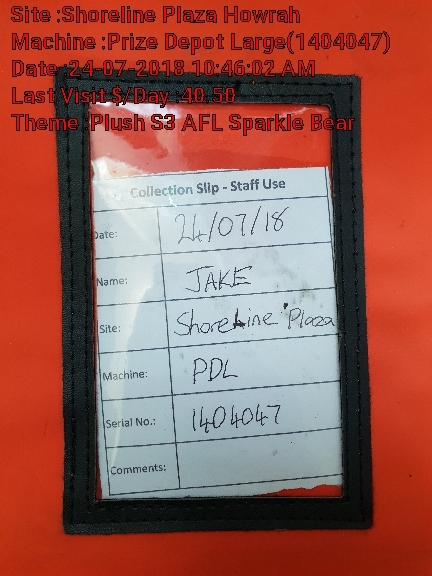 Site :Shoreline Plaza Howrah
Machine :Prize Depot Large(1404047)
Date :24-07-2018 10:46:02 AM
Last Visit $/Day :40.50
Theme :Plush S3 AFL Sparkle Bear
Collection Slip - Staff Use
Date: 24/07/18
Name: JAKE
Site: Shoreline Plaza
Machine: PDL
Serial No.: 1404047
Comments: